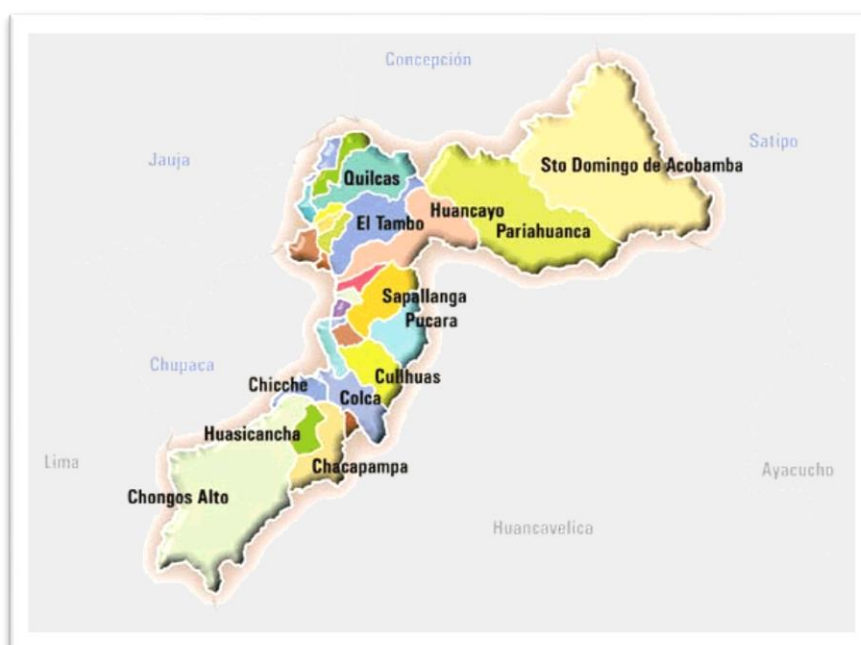 Concepción
Satipo
Jauja
Sto Domingo de Acobamba
Quilcas
Huancayo
El Tambo
Pariahuanca
Sapallanga
Pucara
Chupaca
Cullhuas
Chicche
Colca
Huasicancha
Lima
Chacapampa
Ayacucho
Chongos Alto
Huancavelica